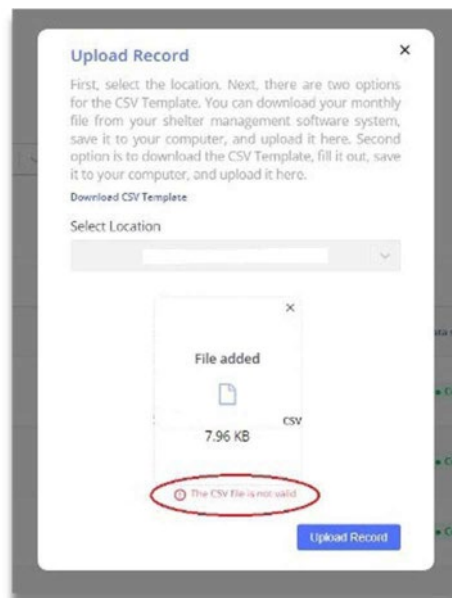 Upload Record
First, select the location. Next, there are two options
for the CSV Template. You can download your monthly
file from your shelter management software system,
save it to your computer, and upload it here. Second
option is to download the CSV Template, fill it out, save
it to your computer, and upload it here.
Download CSV Template
Select Location
File added
CSV
7.96 KB
The CSV file is not valid
Upload Record